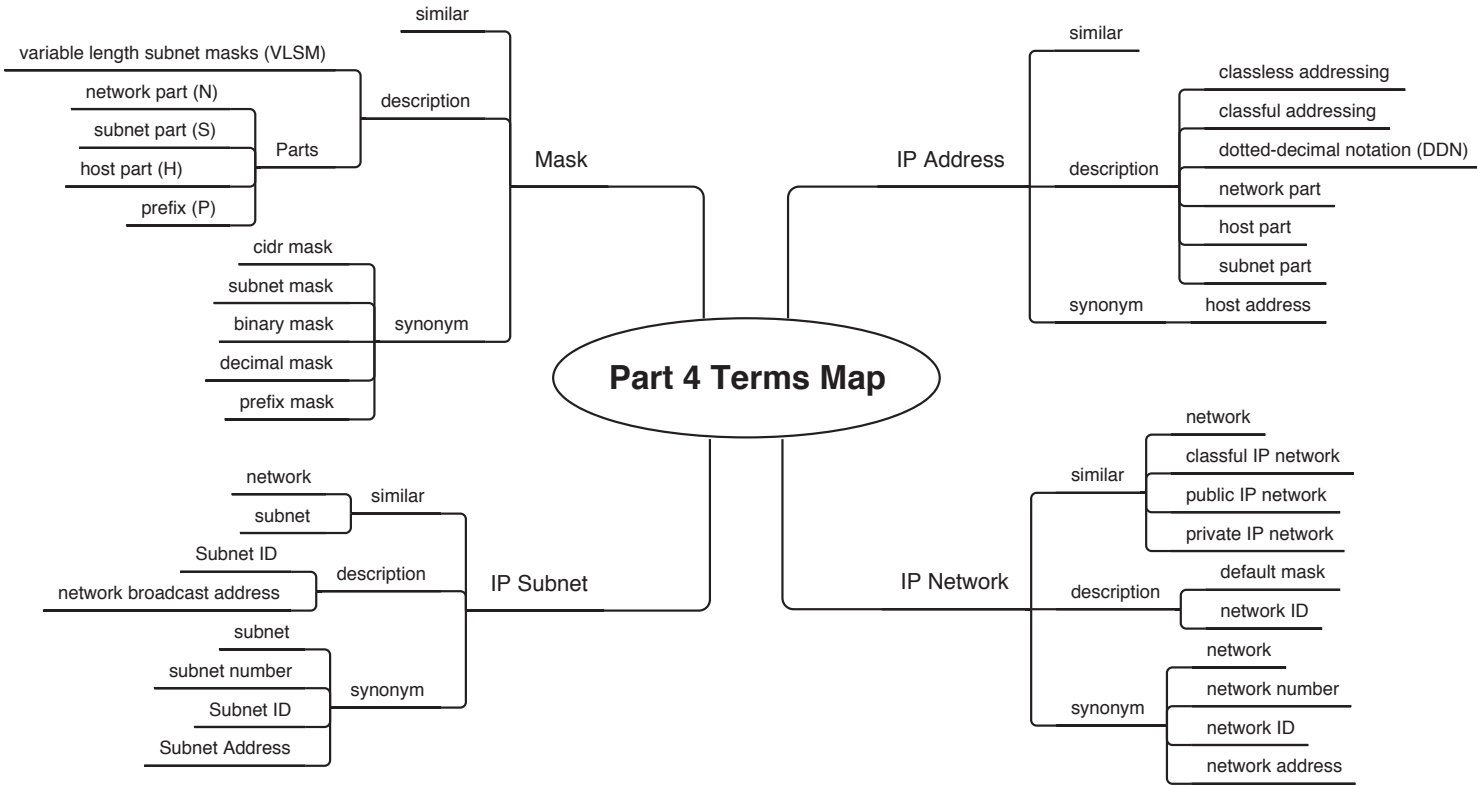 Part 4 Terms Map
Mask
similar
description
variable length subnet masks (VLSM)
Parts
network part (N)
subnet part (S)
host part (H)
prefix (P)
synonym
cidr mask
subnet mask
binary mask
decimal mask
prefix mask
IP Address
similar
description
classless addressing
classful addressing
dotted-decimal notation (DDN)
network part
host part
subnet part
synonym
host address
IP Subnet
similar
network
subnet
description
Subnet ID
network broadcast address
synonym
subnet
subnet number
Subnet ID
Subnet Address
IP Network
similar
network
classful IP network
public IP network
private IP network
description
default mask
network ID
synonym
network
network number
network ID
network address